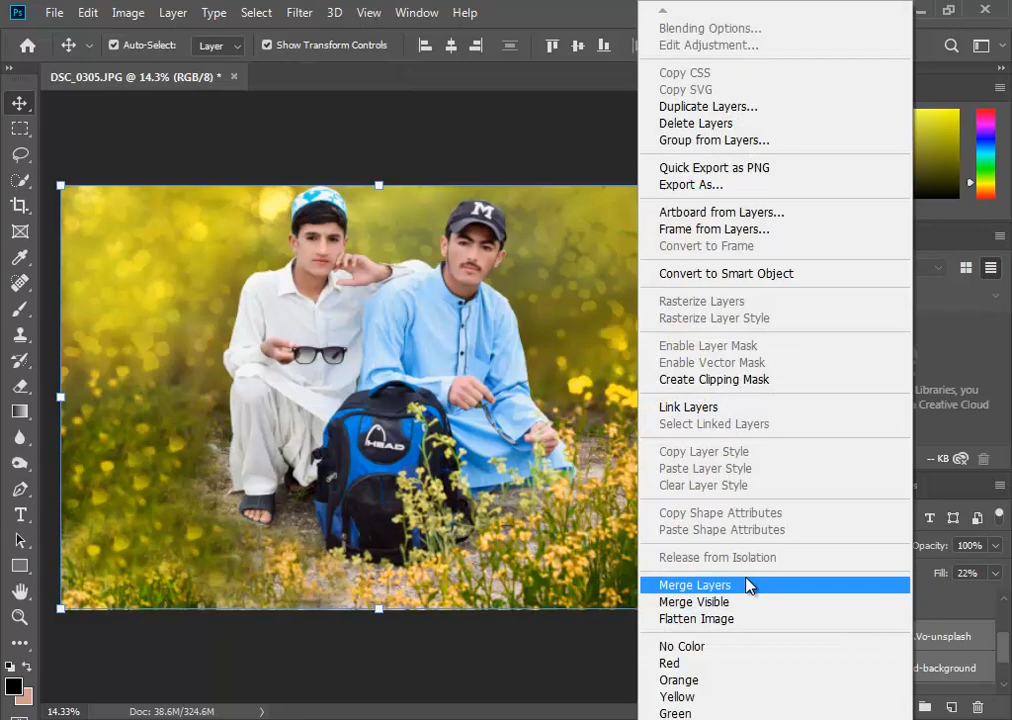 Ps File Edit Image Layer Type Select Filter 3D View Window Help
Auto-Select: Layer Show Transform Controls
DSC_0305.JPG @ 14.3% (RGB/8) *
M
HEAD
Blending Options...
Edit Adjustment...
Copy CSS
Copy SVG
Duplicate Layers...
Delete Layers
Group from Layers...
Quick Export as PNG
Export As...
Artboard from Layers...
Frame from Layers...
Convert to Frame
Convert to Smart Object
Rasterize Layers
Rasterize Layer Style
Enable Layer Mask
Enable Vector Mask
Create Clipping Mask
Link Layers
Select Linked Layers
Copy Layer Style
Paste Layer Style
Clear Layer Style
Copy Shape Attributes
Paste Shape Attributes
Release from Isolation
Merge Layers
Merge Visible
Flatten Image
No Color
Red
Orange
Yellow
Green
Libraries, you
Creative Cloud
-- KB
T
Opacity: 100%
Fill: 22%
.Vo-unsplash
d-background
T
14.33% Doc: 38.6M/324.6M